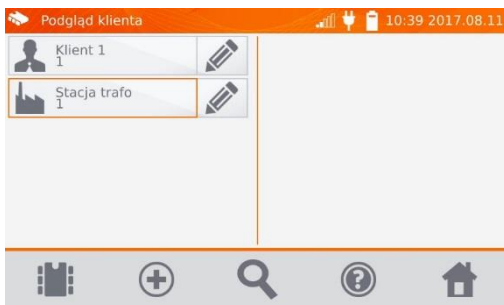 Podgląd klienta
10:39 2017.08.11
Klient 1
1
Stacja trafo
1